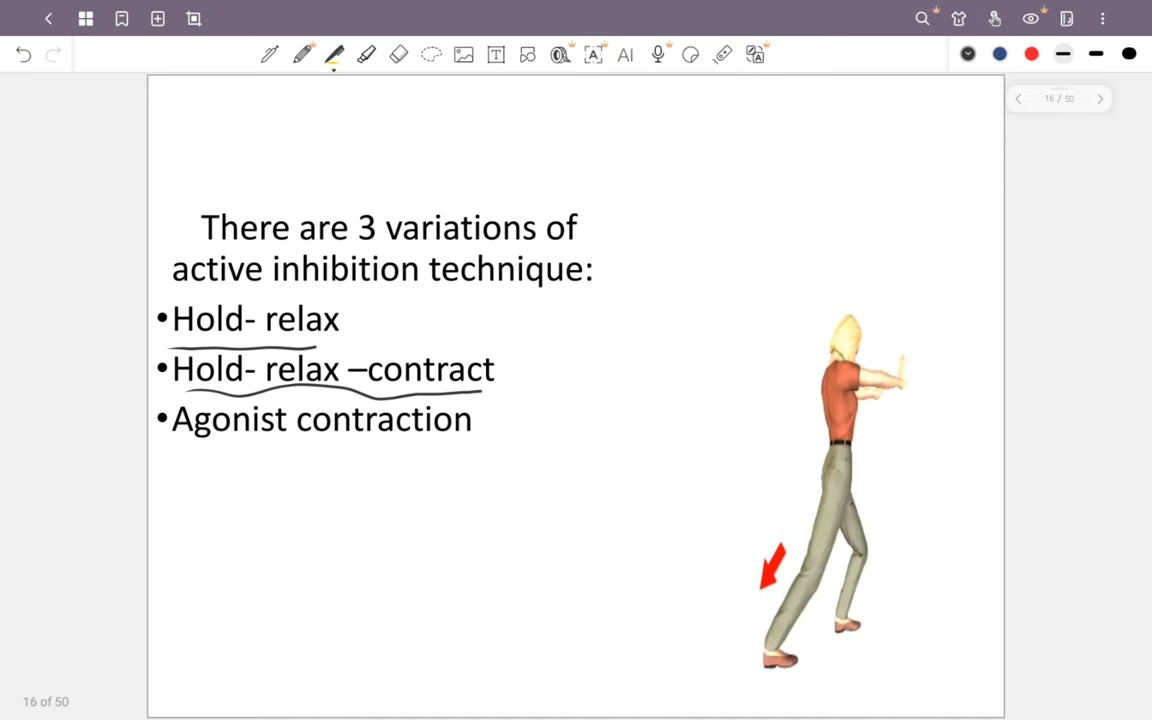 16 / 50
There are 3 variations of
active inhibition technique:
•Hold- relax
•Hold- relax –contract
•Agonist contraction
16 of 50